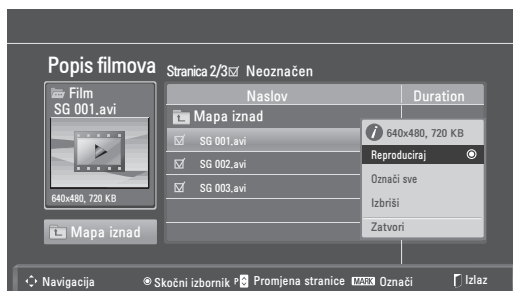 Popis filmova
Stranica 2/3 Neoznačen
Film
SG 001.avi
640x480, 720 KB
Mapa iznad
Naslov
Duration
Mapa iznad
SG 001.avi
SG 002.avi
SG 003.avi
640x480, 720 KB
Reproduciraj
Označi sve
Izbriši
Zatvori
Navigacija
Skočni izbornik
P Promjena stranice
MARK Označi
Izlaz